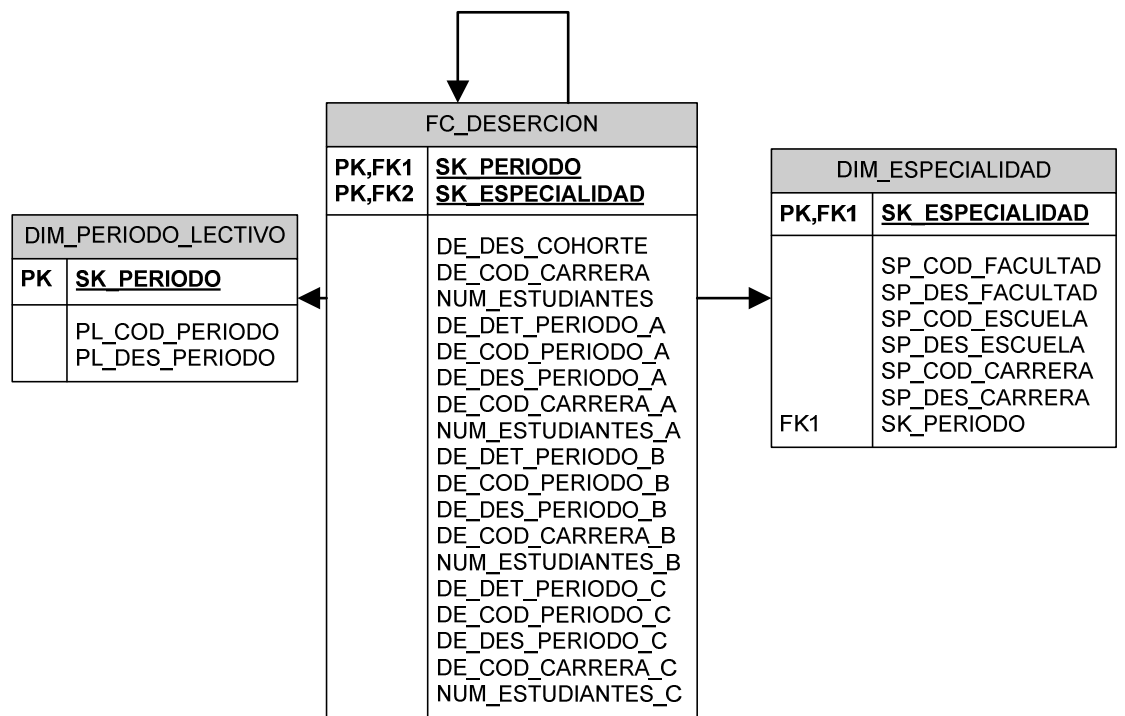 FC_DESERCION
PK,FK1 SK_PERIODO
PK,FK2 SK_ESPECIALIDAD
DE_DES_COHORTE
DE_COD_CARRERA
NUM_ESTUDIANTES
DE_DET_PERIODO_A
DE_COD_PERIODO_A
DE_DES_PERIODO_A
DE_COD_CARRERA_A
NUM_ESTUDIANTES_A
DE_DET_PERIODO_B
DE_COD_PERIODO_B
DE_DES_PERIODO_B
DE_COD_CARRERA_B
NUM_ESTUDIANTES_B
DE_DET_PERIODO_C
DE_COD_PERIODO_C
DE_DES_PERIODO_C
DE_COD_CARRERA_C
NUM_ESTUDIANTES_C
DIM_PERIODO_LECTIVO
PK SK_PERIODO
PL_COD_PERIODO
PL_DES_PERIODO
DIM_ESPECIALIDAD
PK,FK1 SK_ESPECIALIDAD
SP_COD_FACULTAD
SP_DES_FACULTAD
SP_COD_ESCUELA
SP_DES_ESCUELA
SP_COD_CARRERA
SP_DES_CARRERA
FK1 SK_PERIODO